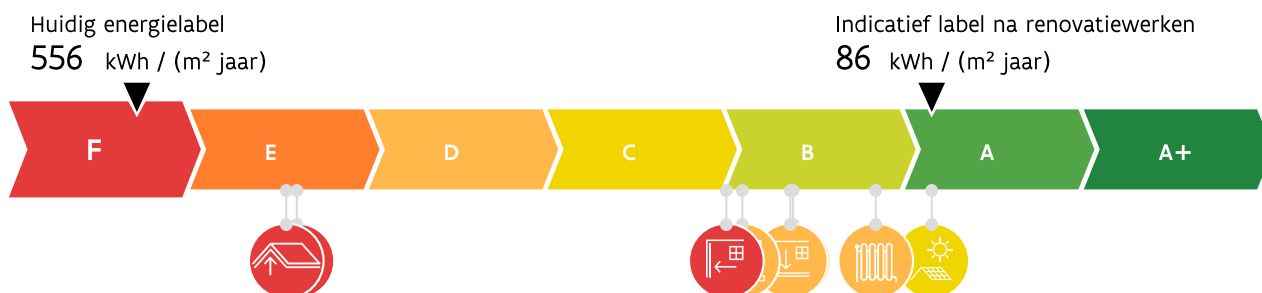 Huidig energielabel
556 kWh / (m² jaar)
Indicatief label na renovatiewerken
86 kWh / (m² jaar)
F E D C B A A+